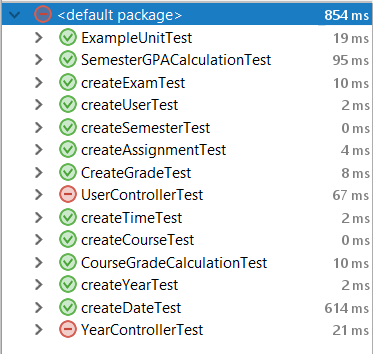 <default package> 854 ms
ExampleUnitTest 19 ms
SemesterGPACalculationTest 95 ms
createExamTest 10 ms
createUserTest 2 ms
createSemesterTest 0 ms
createAssignmentTest 4 ms
CreateGradeTest 8 ms
UserControllerTest 67 ms
createTimeTest 2 ms
createCourseTest 0 ms
CourseGradeCalculationTest 10 ms
createYearTest 2 ms
createDateTest 614 ms
YearControllerTest 21 ms